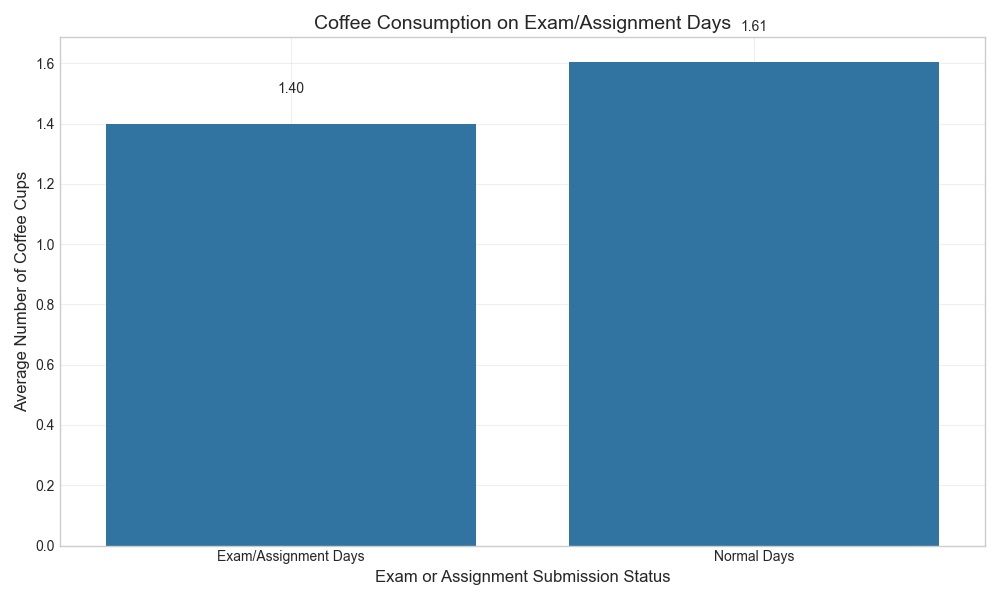 Coffee Consumption on Exam/Assignment Days
1.61
1.40
1.6
1.4
1.2
1.0
0.8
0.6
0.4
0.2
0.0
Average Number of Coffee Cups
Exam/Assignment Days
Normal Days
Exam or Assignment Submission Status